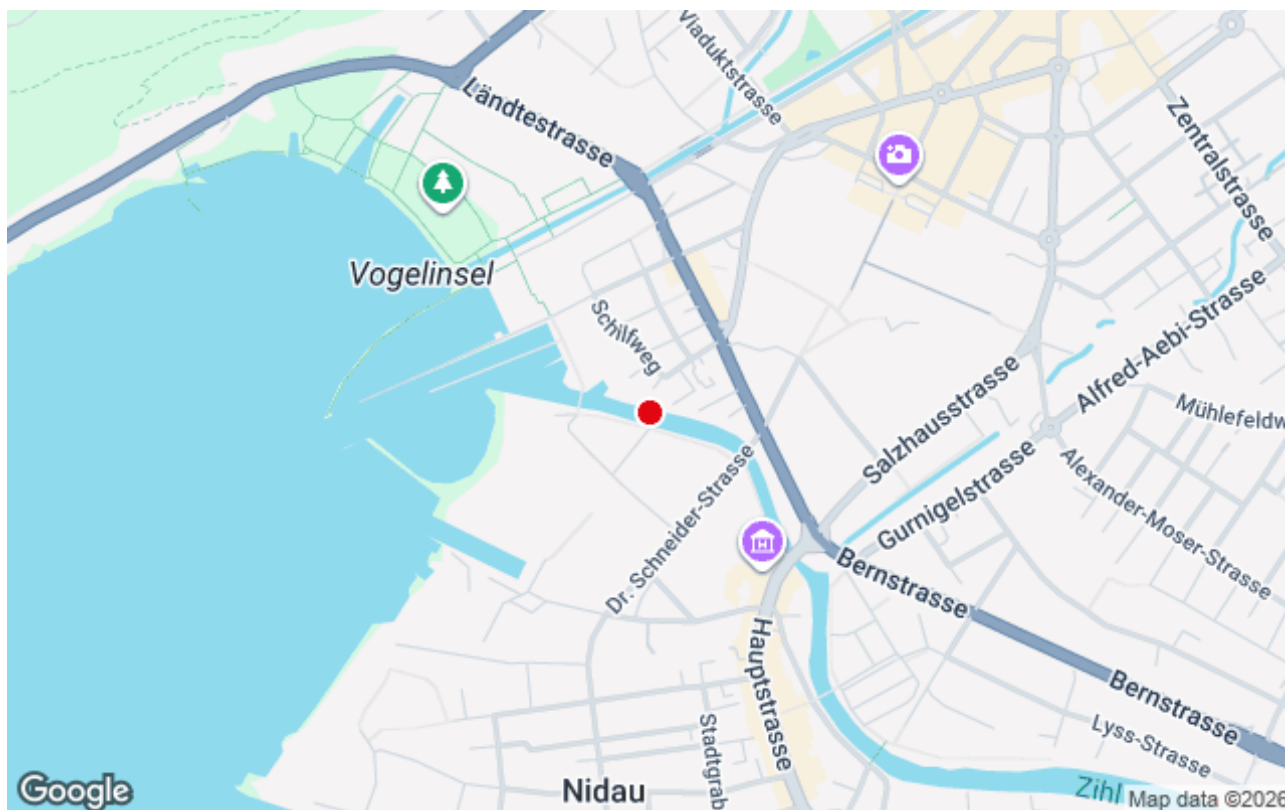 Viaduktstrasse
Ländtestrasse
Zentralstrasse
Vogelinsel
Schilfweg
Alfred-Aebi-Strasse
Salzhausstrasse
Mühlefeldw
Gurnigelstrasse
Alexander-Moser-Strasse
Dr. Schneider-Strasse
H
Bernstrasse
Hauptstrasse
Bernstrasse
Stadtgrab
Lyss-Strasse
Nidau
Zihl
Google
Map data ©2026